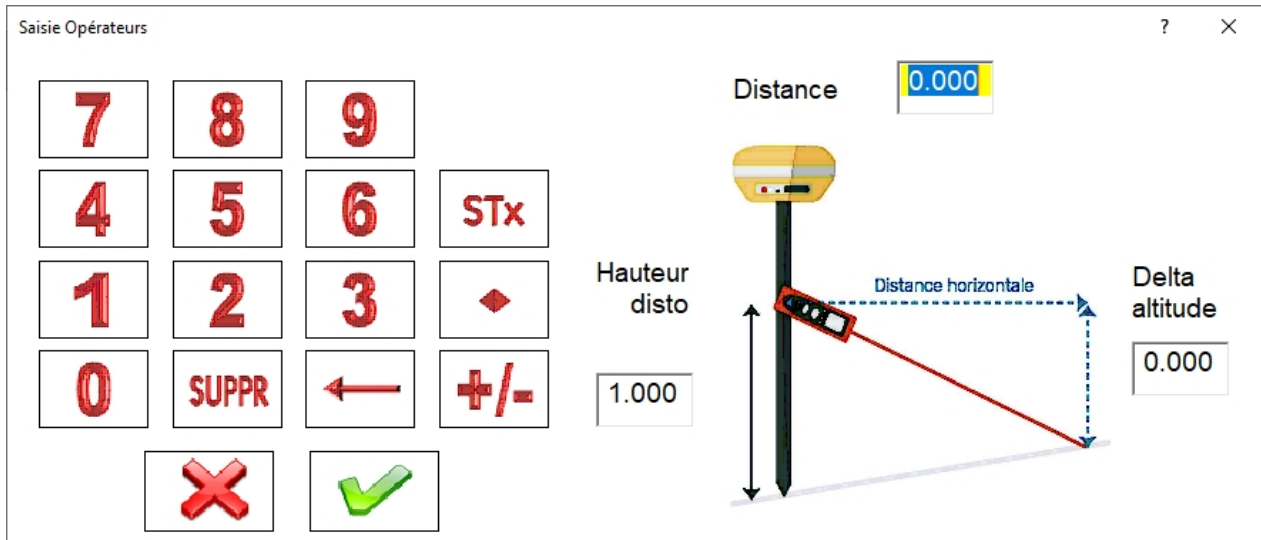 Saisie Opérateurs
?
Distance
0.000
7 8 9
4 5 6 STx
1 2 3
0 SUPPR +/-
Hauteur
disto
1.000
Distance horizontale
Delta
altitude
0.000